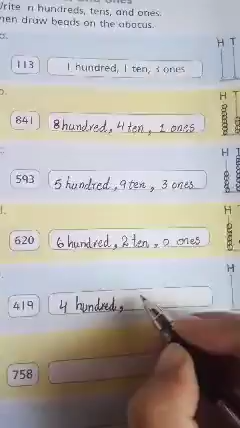 Write n hundreds, tens, and ones.
hen draw beads on the abacus.
a.
H T
113 1 hundred, 1 ten, 3 ones
H T
841 8 hundred, 4 ten, 1 ones
H T
593 5 hundred, 9 ten, 3 ones
d.
H T
620 6 hundred, 2 ten, 0 ones
H
419 4 hundred,
758